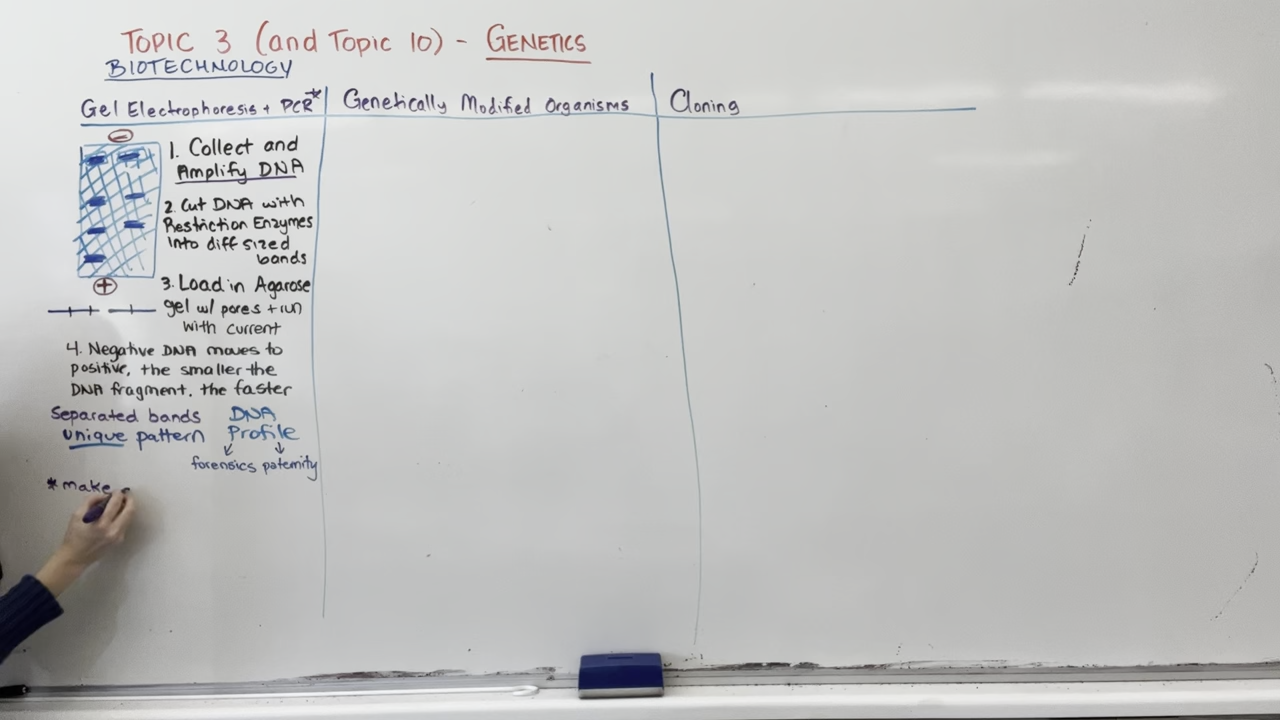 TOPIC 3 (and Topic 10) - GENETICS
BIOTECHNOLOGY
Gel Electrophoresis + PCR*
Genetically Modified Organisms
Cloning
1. Collect and
Amplify DNA
2. Cut DNA with
Restriction Enzymes
into diff sized
bands
3. Load in Agarose
gel w/ pores + run
with current
4. Negative DNA moves to
positive, the smaller the
DNA fragment, the faster
Separated bands
unique pattern
DNA
Profile
forensics paternity
* make